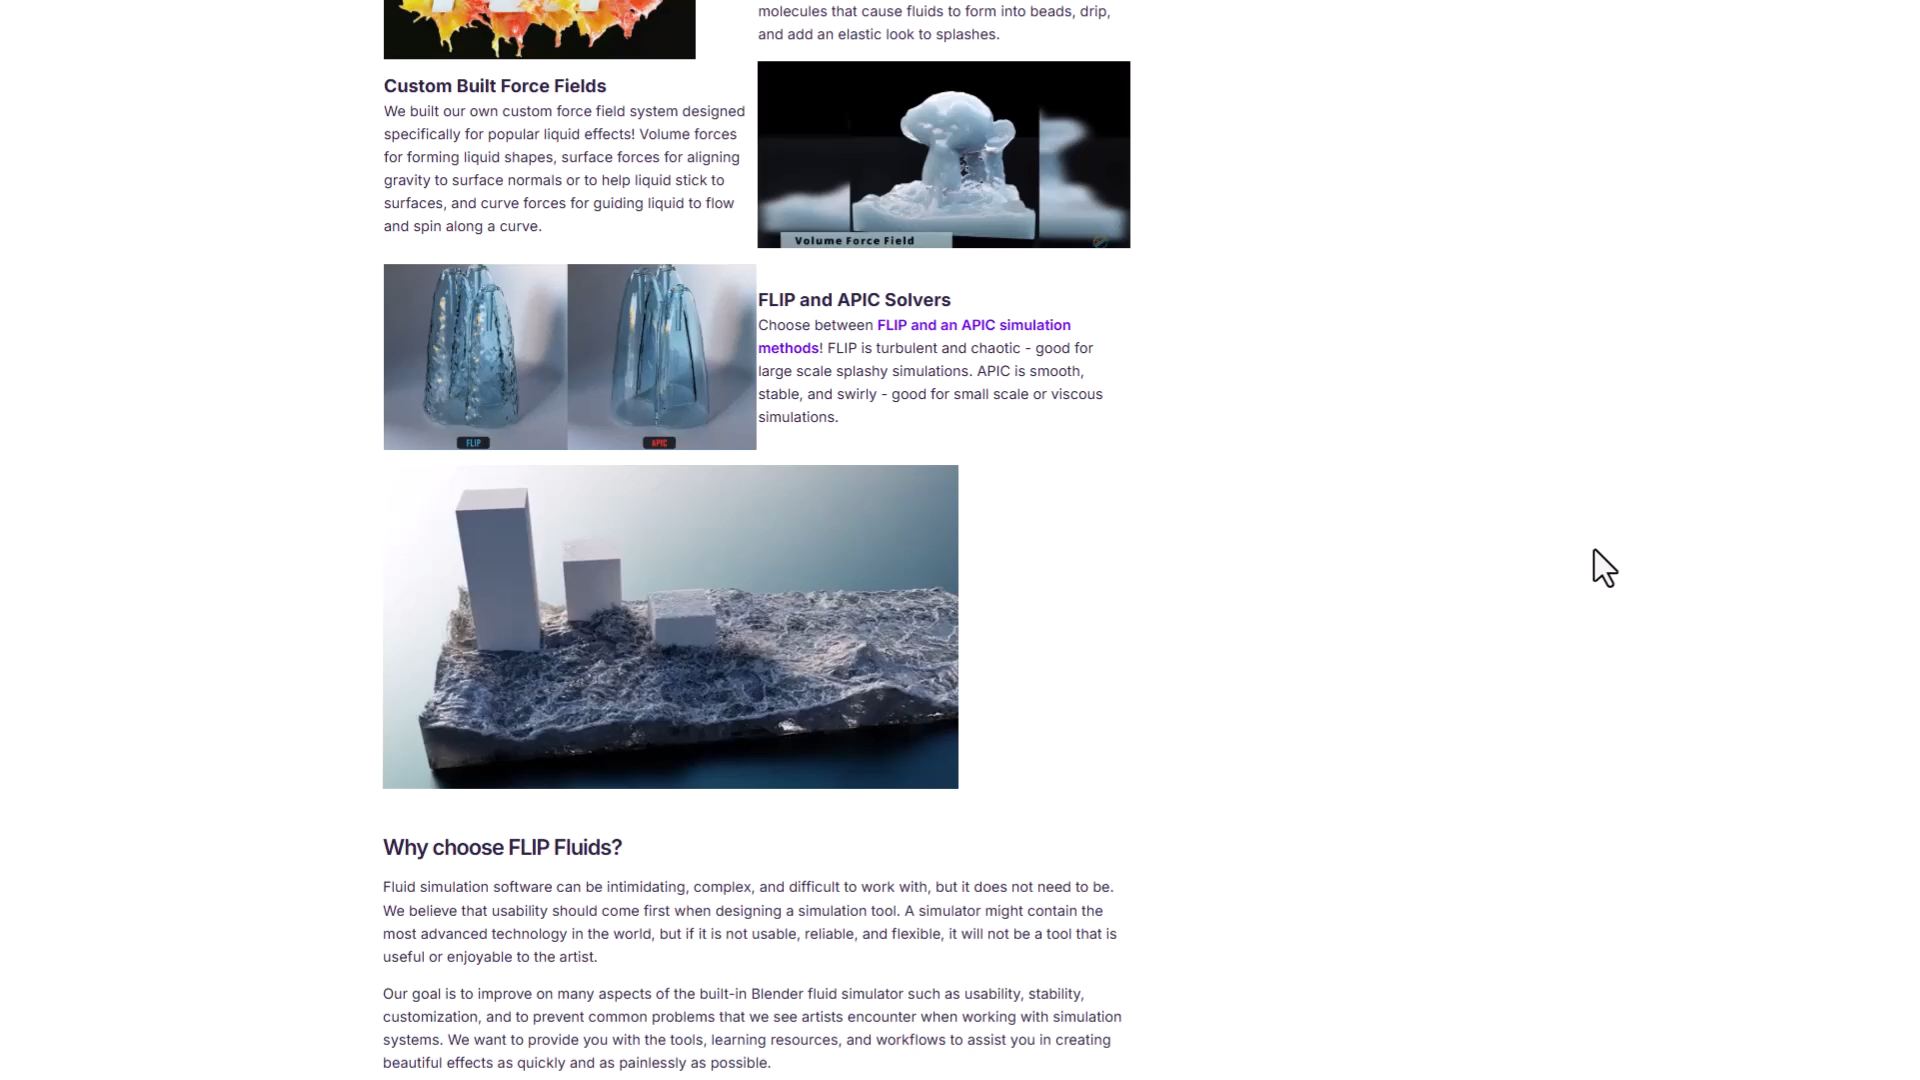 molecules that cause fluids to form into beads, drip,
and add an elastic look to splashes.
Custom Built Force Fields
We built our own custom force field system designed
specifically for popular liquid effects! Volume forces
for forming liquid shapes, surface forces for aligning
gravity to surface normals or to help liquid stick to
surfaces, and curve forces for guiding liquid to flow
and spin along a curve.
Volume Force Field
FLIP
APIC
FLIP and APIC Solvers
Choose between FLIP and an APIC simulation
methods! FLIP is turbulent and chaotic - good for
large scale splashy simulations. APIC is smooth,
stable, and swirly - good for small scale or viscous
simulations.
Why choose FLIP Fluids?
Fluid simulation software can be intimidating, complex, and difficult to work with, but it does not need to be.
We believe that usability should come first when designing a simulation tool. A simulator might contain the
most advanced technology in the world, but if it is not usable, reliable, and flexible, it will not be a tool that is
useful or enjoyable to the artist.
Our goal is to improve on many aspects of the built-in Blender fluid simulator such as usability, stability,
customization, and to prevent common problems that we see artists encounter when working with simulation
systems. We want to provide you with the tools, learning resources, and workflows to assist you in creating
beautiful effects as quickly and as painlessly as possible.